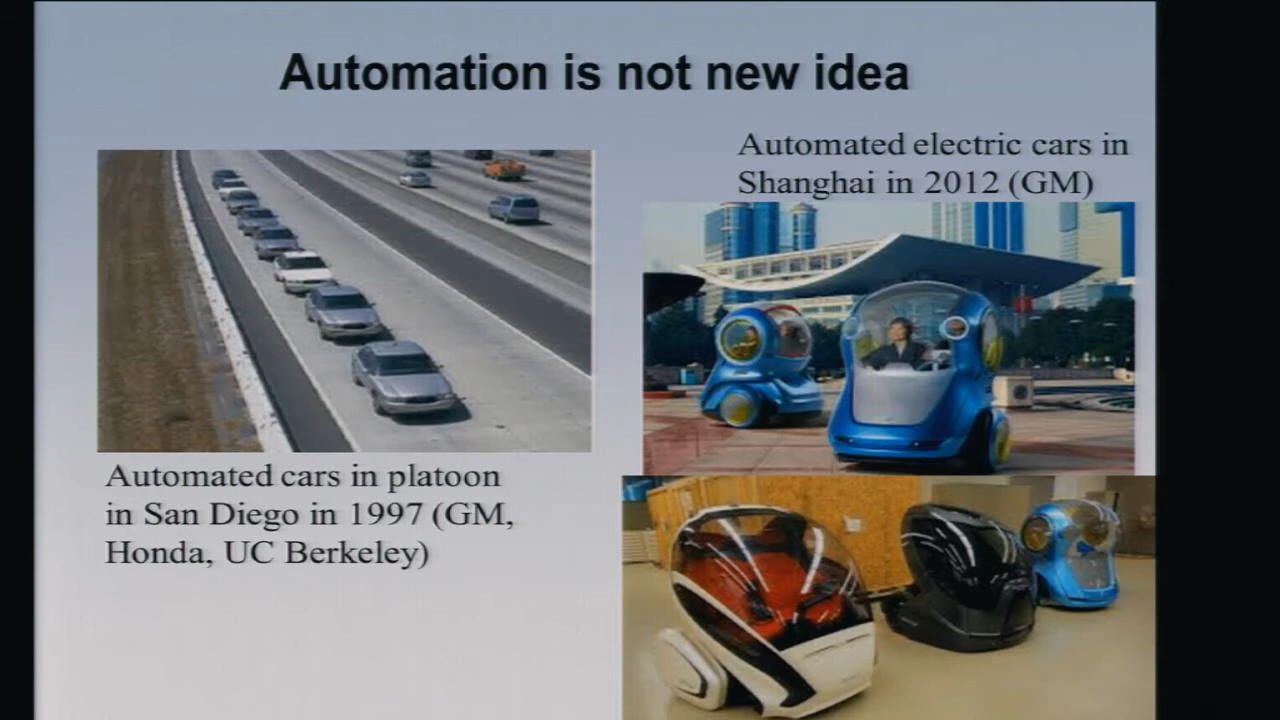 Automation is not new idea
Automated electric cars in
Shanghai in 2012 (GM)
Automated cars in platoon
in San Diego in 1997 (GM,
Honda, UC Berkeley)